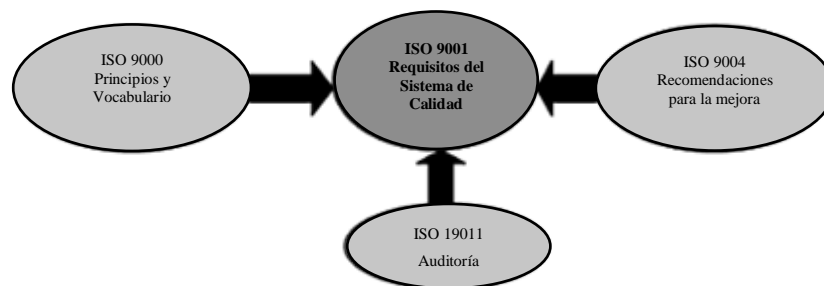 ISO 9000
Principios y
Vocabulario
ISO 9001
Requisitos del
Sistema de
Calidad
ISO 9004
Recomendaciones
para la mejora
ISO 19011
Auditoría